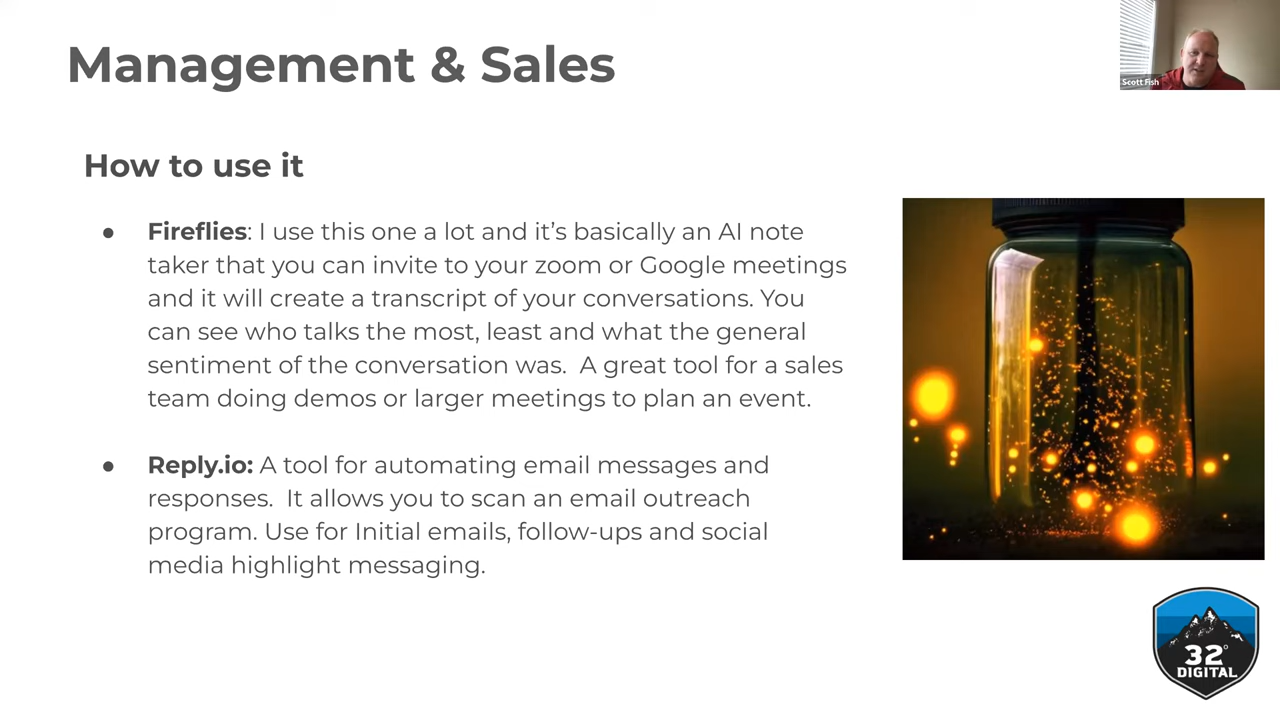 Management & Sales
Scott Fish
How to use it
● Fireflies: I use this one a lot and it’s basically an AI note
taker that you can invite to your zoom or Google meetings
and it will create a transcript of your conversations. You
can see who talks the most, least and what the general
sentiment of the conversation was.  A great tool for a sales
team doing demos or larger meetings to plan an event.
● Reply.io: A tool for automating email messages and
responses.  It allows you to scan an email outreach
program. Use for Initial emails, follow-ups and social
media highlight messaging.
32°
DIGITAL